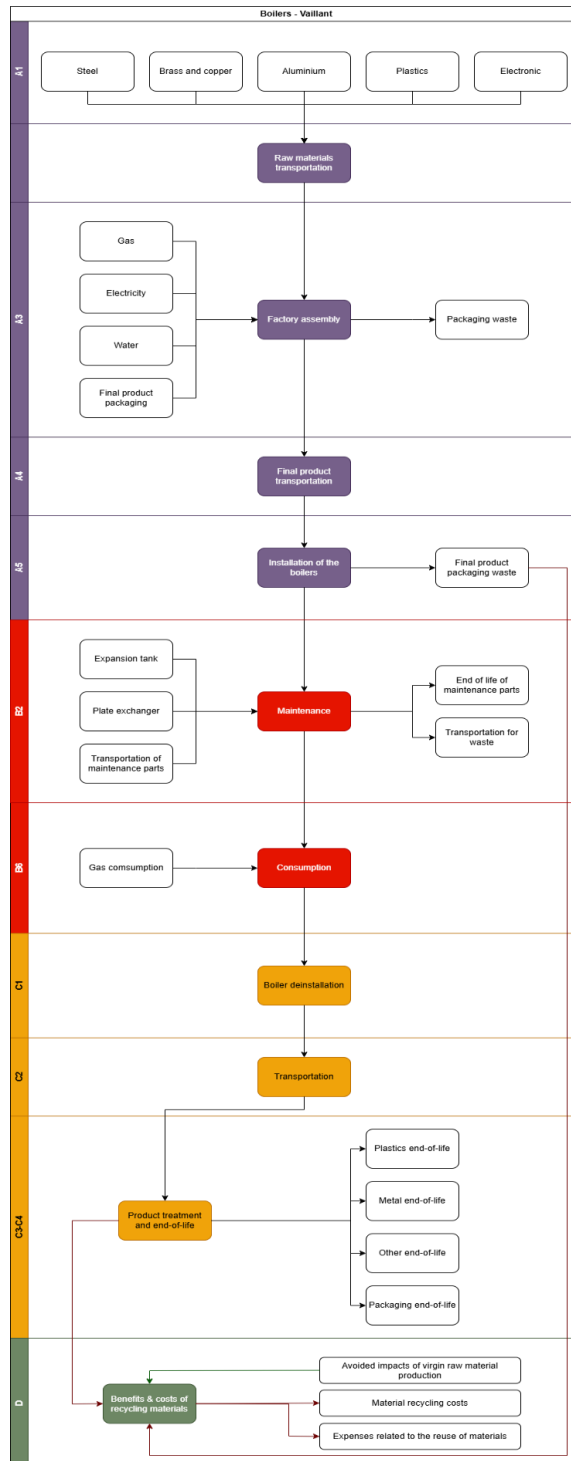 Boilers - Vaillant
A1
Steel
Brass and copper
Aluminium
Plastics
Electronic
Raw materials
transportation
A3
Gas
Electricity
Water
Final product
packaging
Factory assembly
Packaging waste
A4
Final product
transportation
A5
Installation of the
boilers
Final product
packaging waste
B2
Expansion tank
Plate exchanger
Transportation of
maintenance parts
Maintenance
End of life of
maintenance parts
Transportation for
waste
B6
Gas comsumption
Consumption
C1
Boiler deinstallation
C2
Transportation
C3-C4
Product treatment
and end-of-life
Plastics end-of-life
Metal end-of-life
Other end-of-life
Packaging end-of-life
D
Benefits & costs of
recycling materials
Avoided impacts of virgin raw material
production
Material recycling costs
Expenses related to the reuse of materials